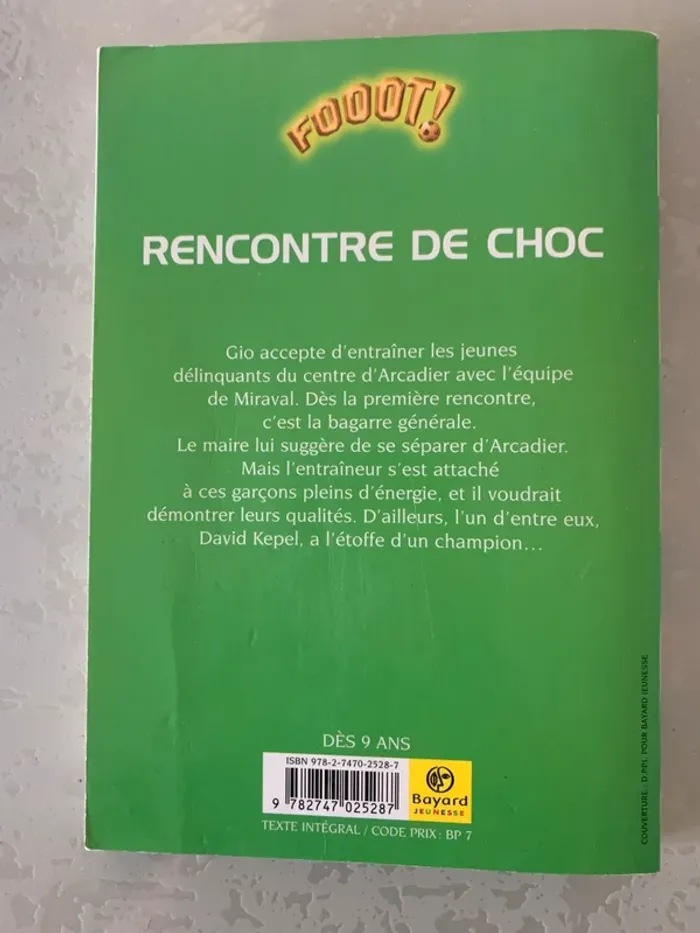 FOOOT!
RENCONTRE DE CHOC
Gio accepte d'entraîner les jeunes
délinquants du centre d'Arcadier avec l'équipe
de Miraval. Dès la première rencontre,
c'est la bagarre générale.
Le maire lui suggère de se séparer d'Arcadier.
Mais l'entraîneur s'est attaché
à ces garçons pleins d'énergie, et il voudrait
démontrer leurs qualités. D'ailleurs, l'un d'entre eux,
David Kepel, a l'étoffe d'un champion...
DÈS 9 ANS
ISBN 978-2-7470-2528-7
9 782747 025287
Bayard
JEUNESSE
TEXTE INTÉGRAL / CODE PRIX : BP 7
COUVERTURE : D.PPI. POUR BAYARD JEUNESSE